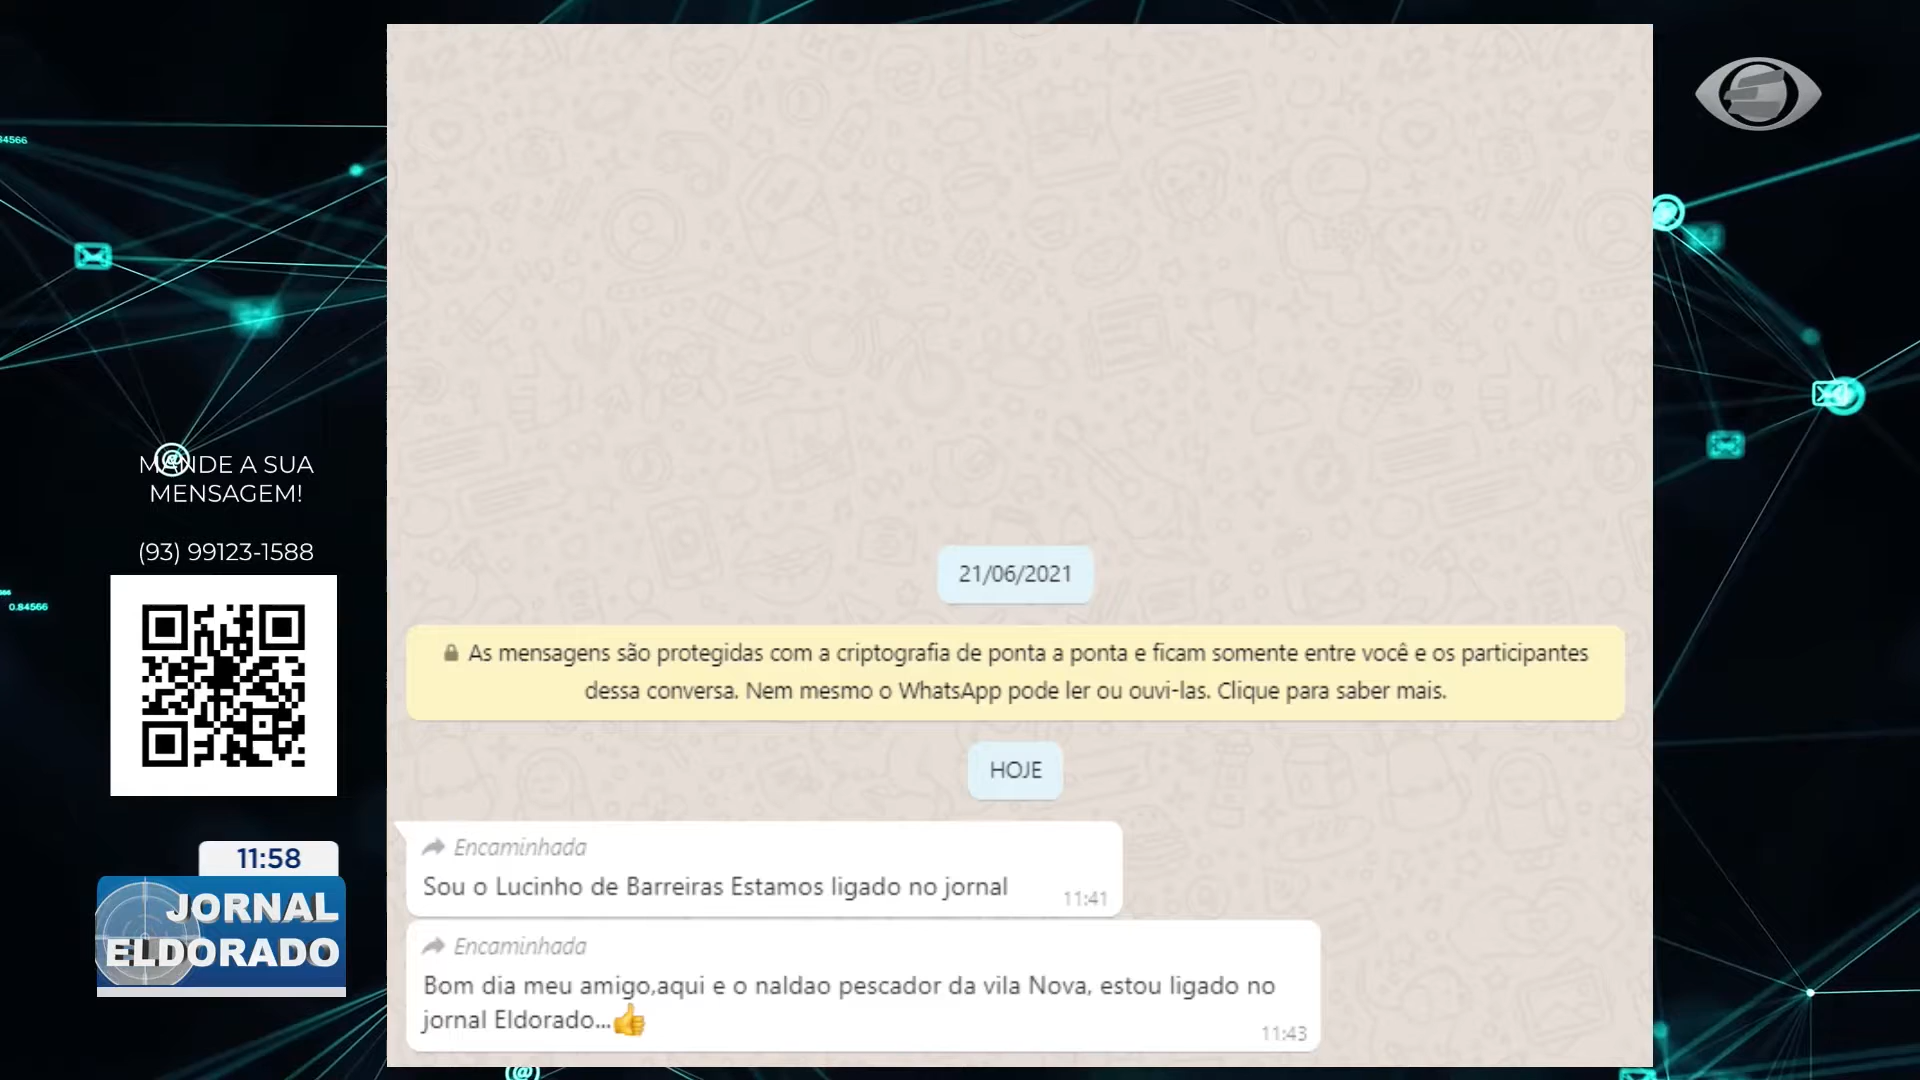 84566
MANDE A SUA
MENSAGEM!
(93) 99123-1588
0.84566
11:58
JORNAL
ELDORADO
21/06/2021
As mensagens são protegidas com a criptografia de ponta a ponta e ficam somente entre você e os participantes
dessa conversa. Nem mesmo o WhatsApp pode ler ou ouvi-las. Clique para saber mais.
HOJE
Encaminhada
Sou o Lucinho de Barreiras Estamos ligado no jornal
11:41
Encaminhada
Bom dia meu amigo,aqui e o naldao pescador da vila Nova, estou ligado no
jornal Eldorado...👍
11:43